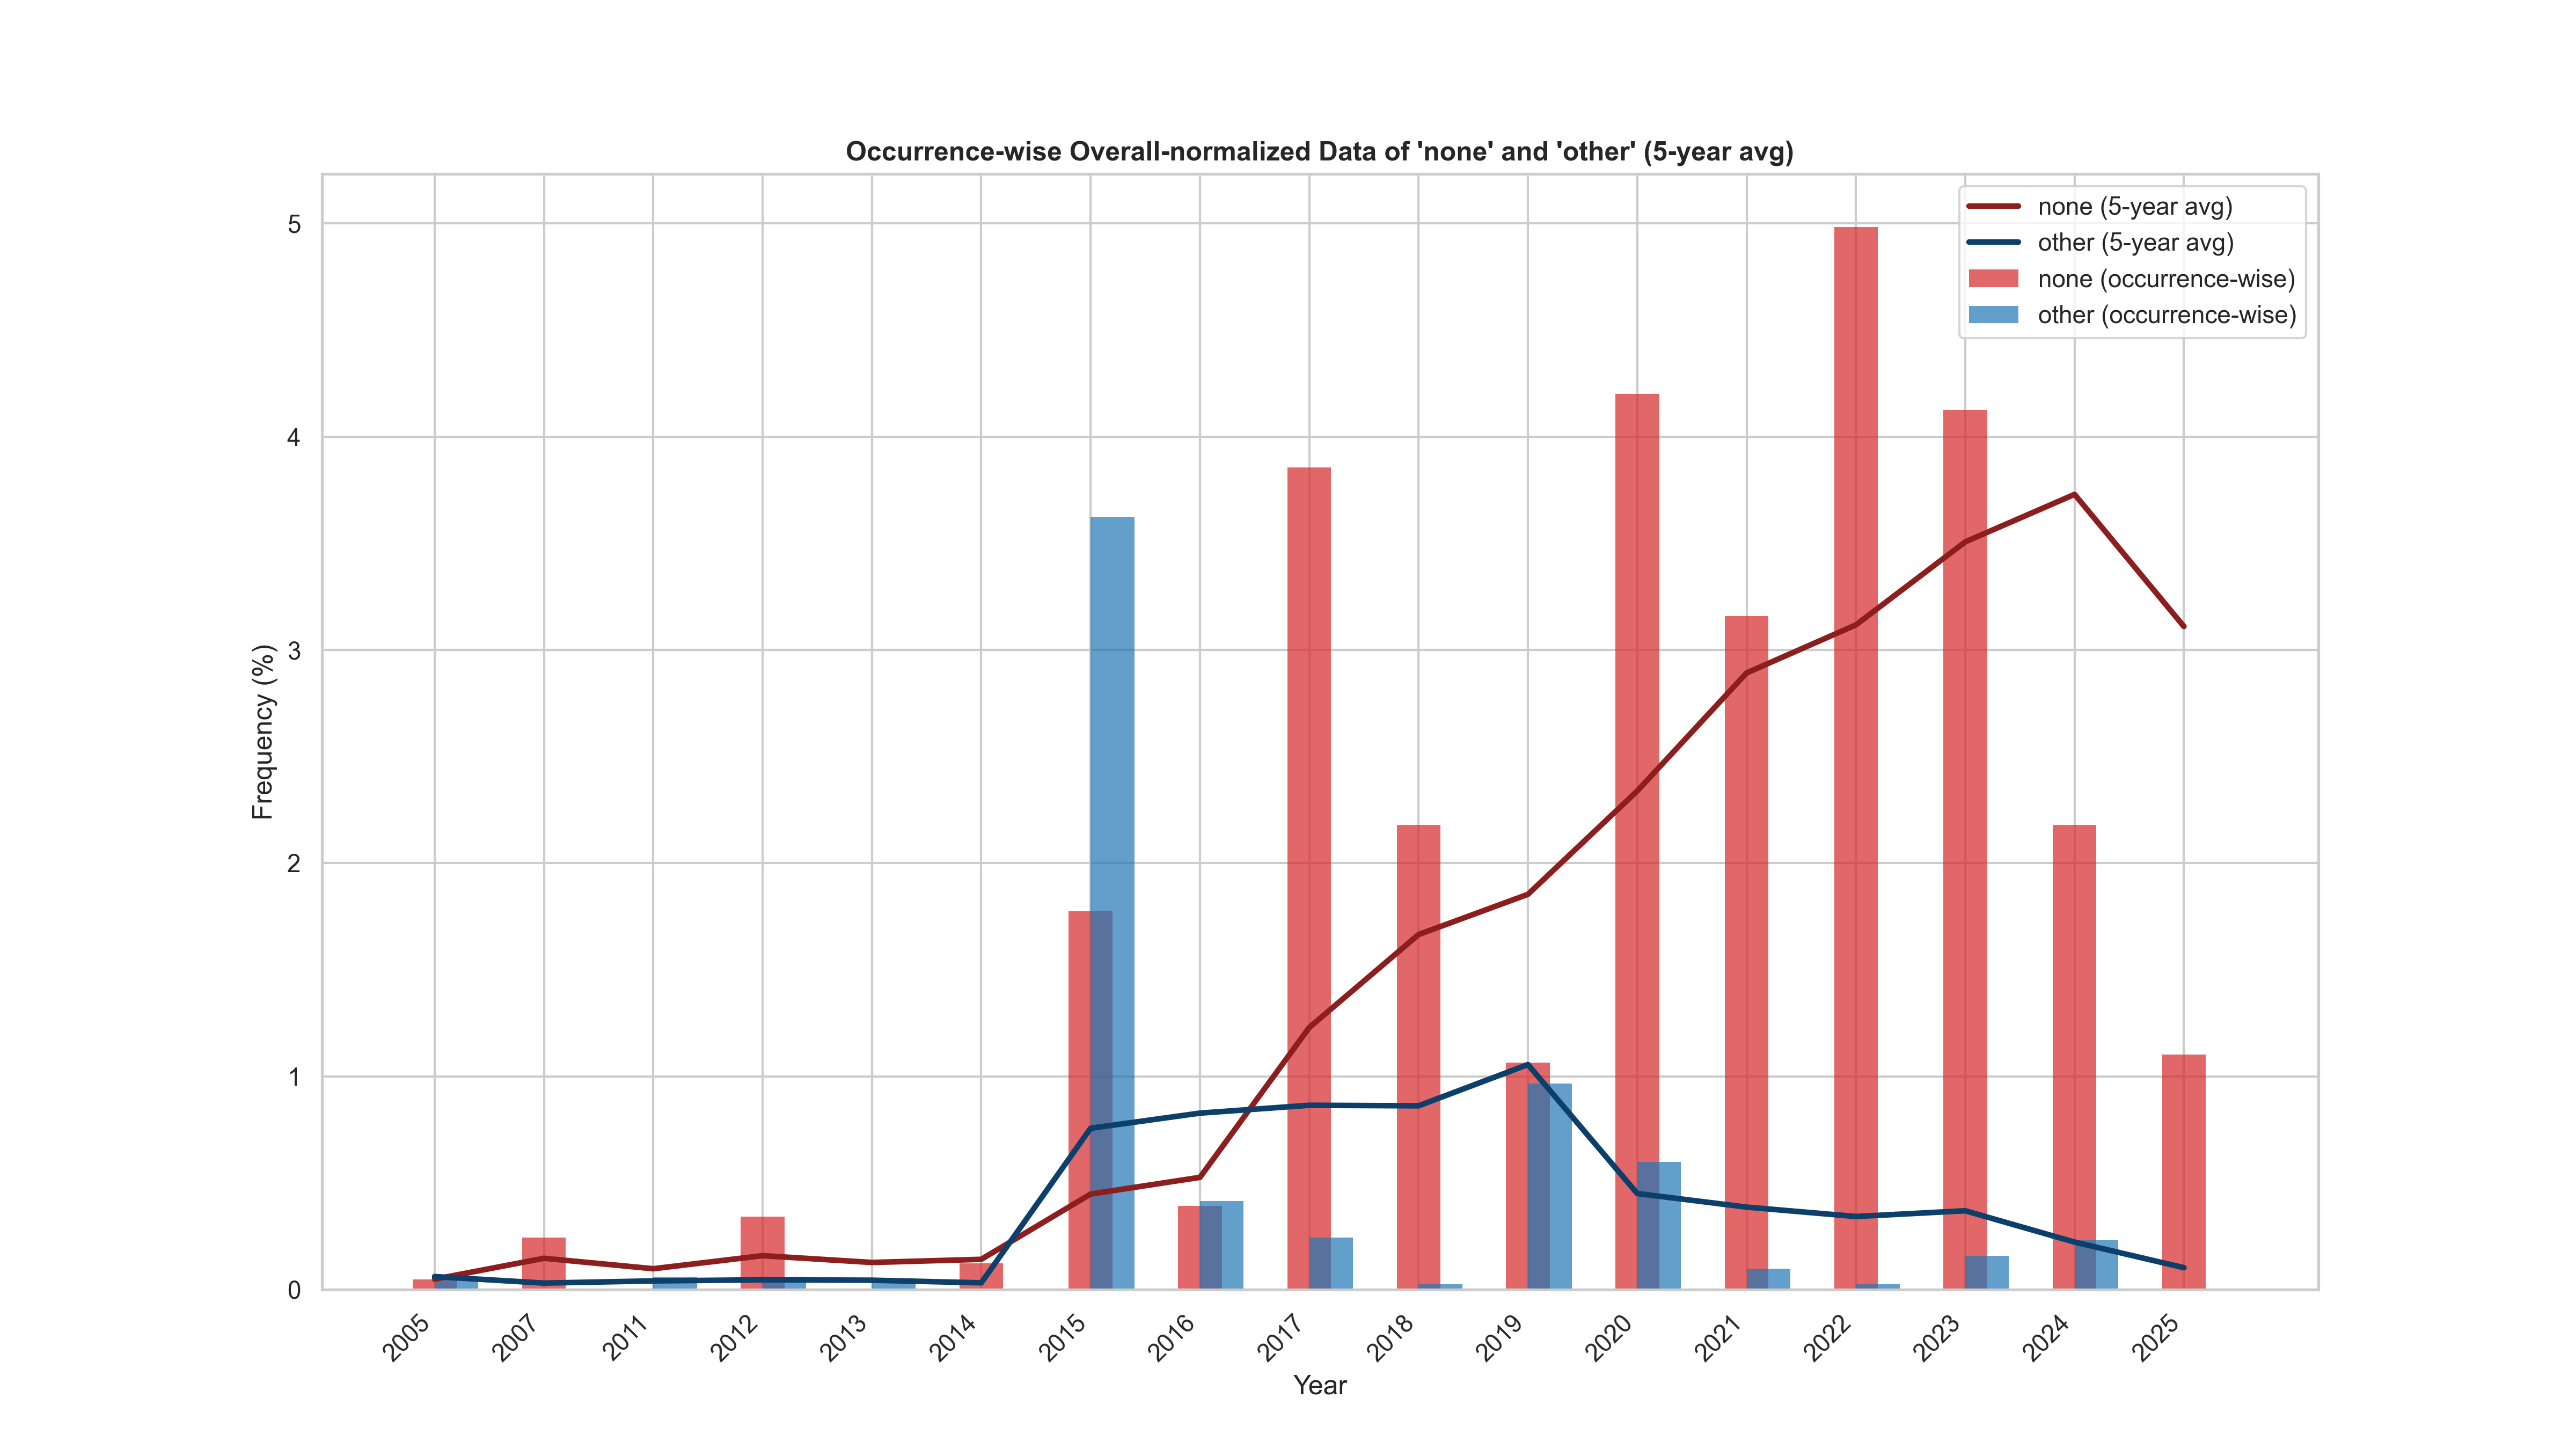 Occurrence-wise Overall-normalized Data of 'none' and 'other' (5-year avg)
none (5-year avg)
other (5-year avg)
none (occurrence-wise)
other (occurrence-wise)
Frequency (%)
5
4
3
2
1
0
2005 2007 2011 2012 2013 2014 2015 2016 2017 2018 2019 2020 2021 2022 2023 2024 2025
Year